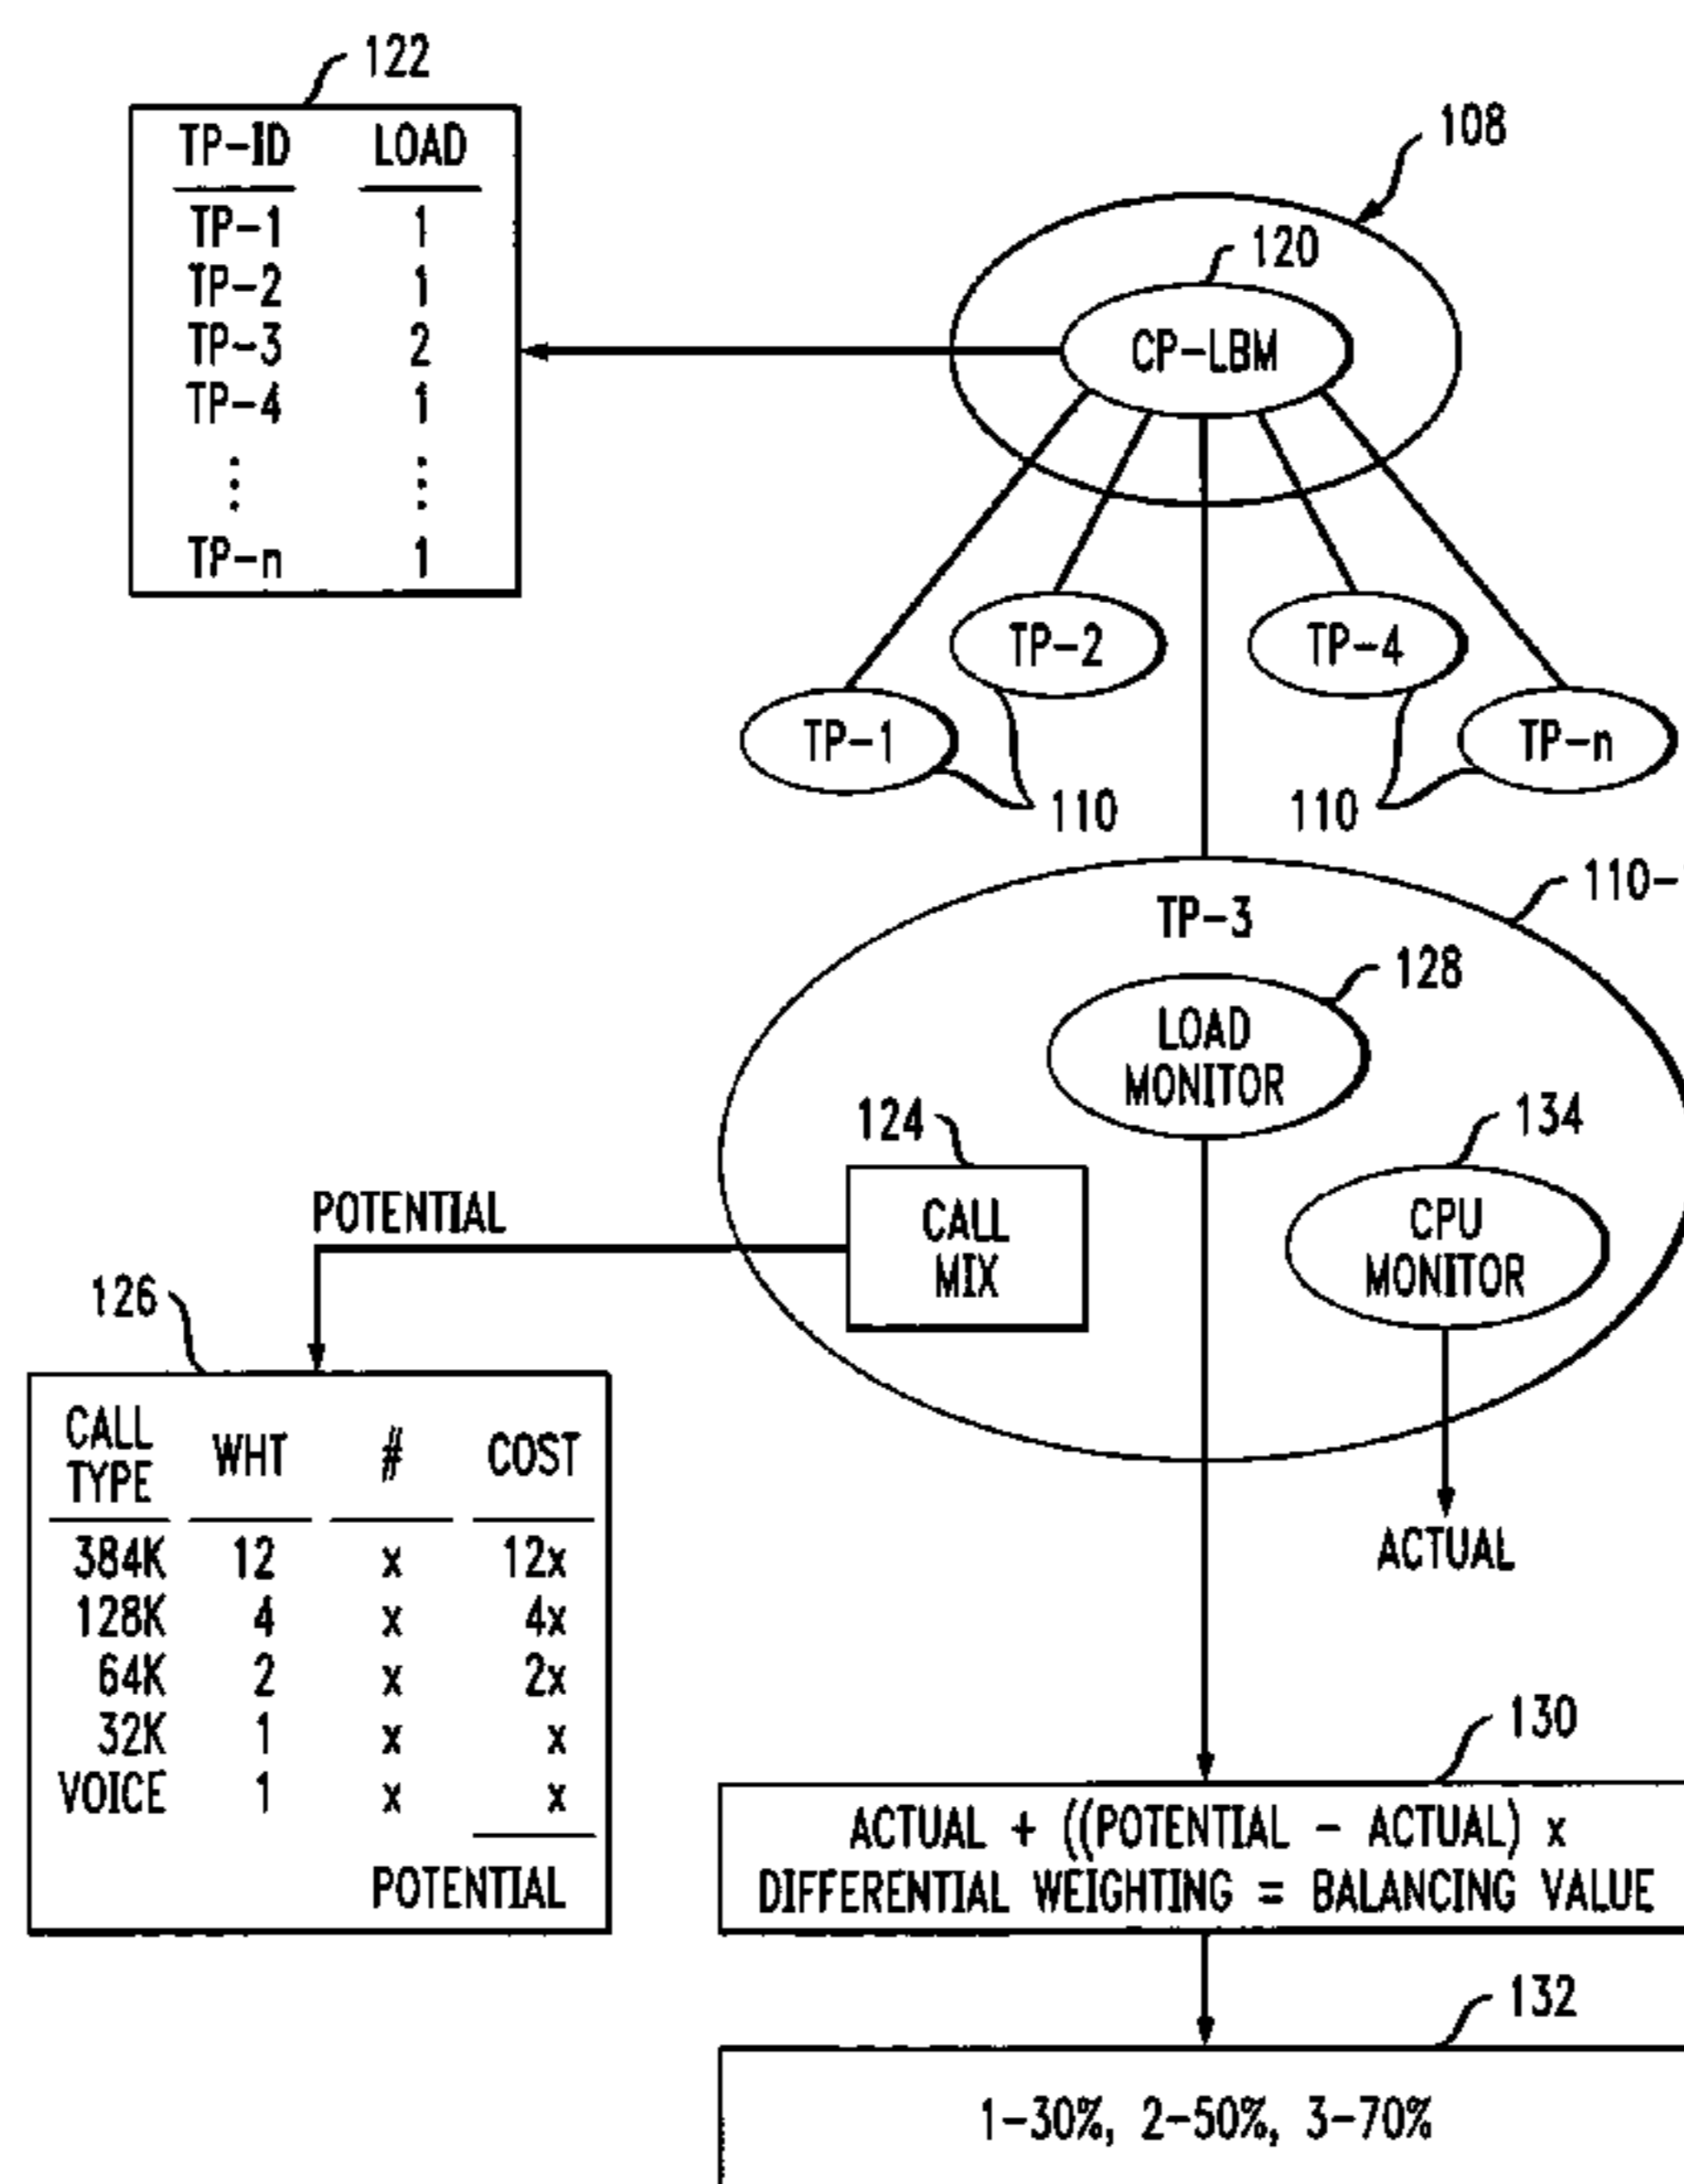 122
TP-ID LOAD
TP-1 1
TP-2 1
TP-3 2
TP-4 1
⋮ ⋮
TP-n 1
108
120
CP-LBM
TP-2
TP-4
TP-1
TP-n
110
110
110-
TP-3
128
LOAD
MONITOR
124
CALL
MIX
134
CPU
MONITOR
POTENTIAL
ACTUAL
126
CALL
TYPE WHT # COST
384K 12 x 12x
128K 4 x 4x
64K 2 x 2x
32K 1 x x
VOICE 1 x x
POTENTIAL
130
ACTUAL + ((POTENTIAL - ACTUAL) x
DIFFERENTIAL WEIGHTING = BALANCING VALUE
132
1-30%, 2-50%, 3-70%